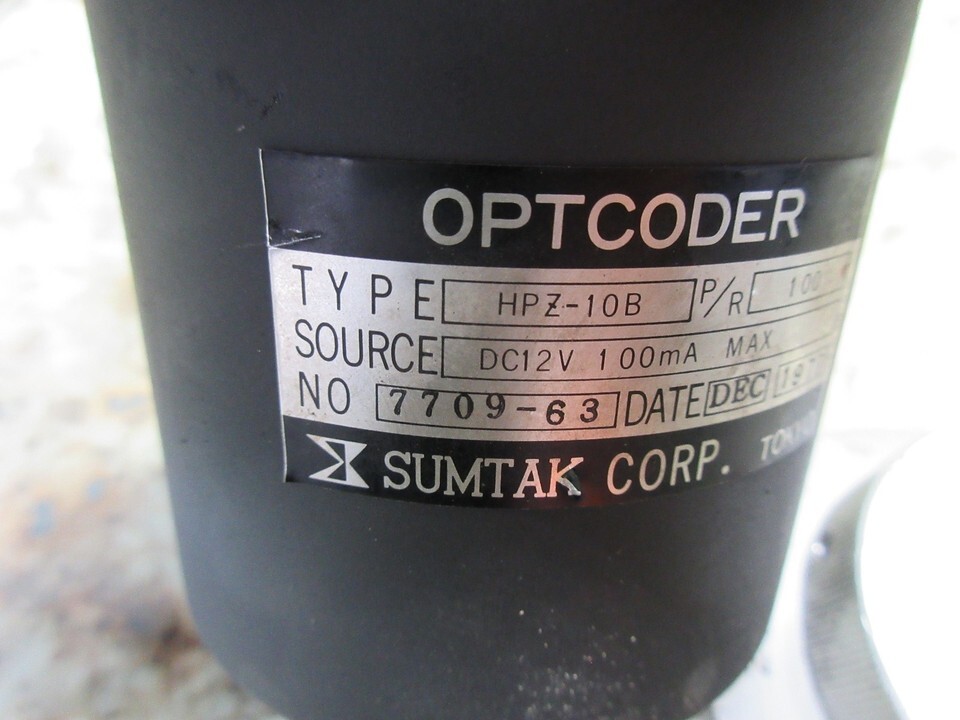 OPTCODER
TYPE HPZ-10B P/R 100
SOURCE DC12V 100mA MAX
NO 7709-63 DATE DEC
SUMTAK CORP.